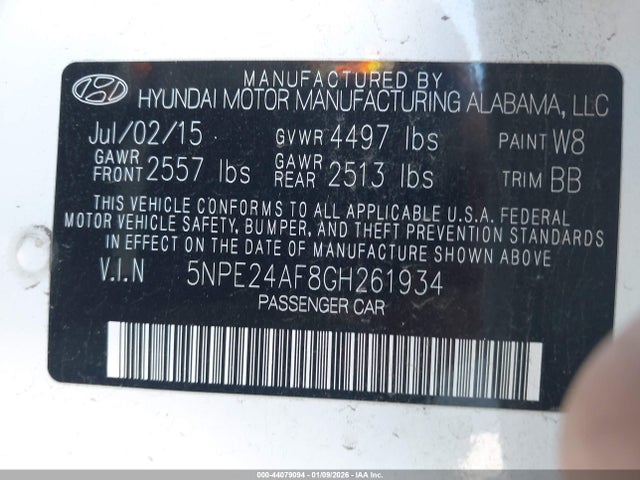 MANUFACTURED BY
HYUNDAI MOTOR MANUFACTURING ALABAMA, LLC
Jul/02/15 GVWR 4497 lbs PAINT W8
GAWR FRONT 2557 lbs GAWR REAR 2513 lbs TRIM BB
THIS VEHICLE CONFORMS TO ALL APPLICABLE U.S.A. FEDERAL
MOTOR VEHICLE SAFETY, BUMPER, AND THEFT PREVENTION STANDARDS
IN EFFECT ON THE DATE OF MANUFACTURE SHOWN ABOVE
V.I.N 5NPE24AF8GH261934
PASSENGER CAR
000-44079094 01/09/2026 IAA Inc.